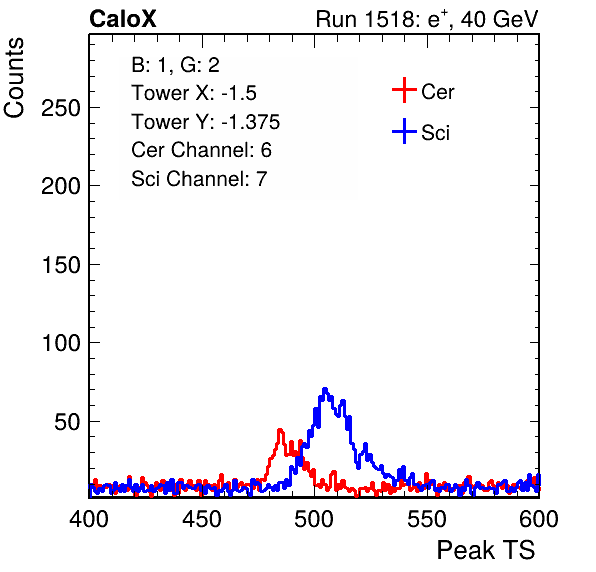 CaloX Run 1518: e⁺, 40 GeV
Counts
B: 1, G: 2
Tower X: -1.5
Tower Y: -1.375
Cer Channel: 6
Sci Channel: 7
Cer
Sci
250
200
150
100
50
400 450 500 550 600
Peak TS